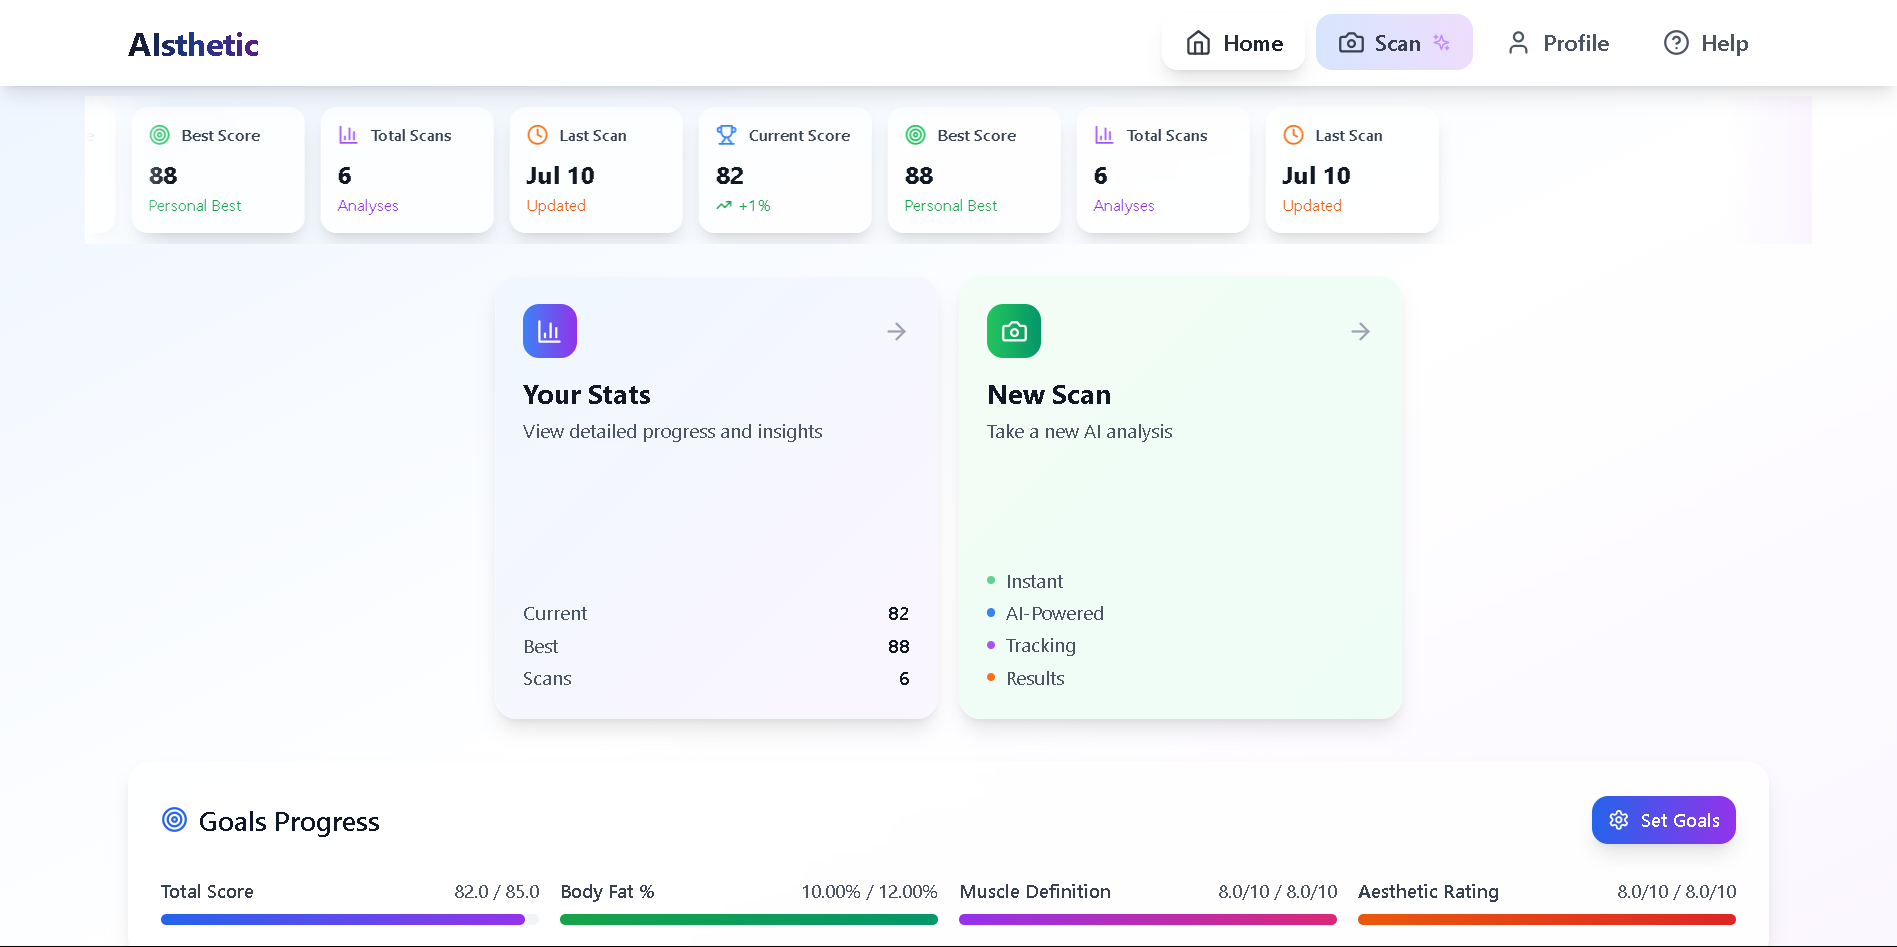 AIsthetic
Home
Scan
Profile
Help
Best Score
88
Personal Best
Total Scans
6
Analyses
Last Scan
Jul 10
Updated
Current Score
82
+1%
Best Score
88
Personal Best
Total Scans
6
Analyses
Last Scan
Jul 10
Updated
Your Stats
View detailed progress and insights
Current 82
Best 88
Scans 6
New Scan
Take a new AI analysis
Instant
AI-Powered
Tracking
Results
Goals Progress
Set Goals
Total Score 82.0 / 85.0
Body Fat % 10.00% / 12.00%
Muscle Definition 8.0/10 / 8.0/10
Aesthetic Rating 8.0/10 / 8.0/10